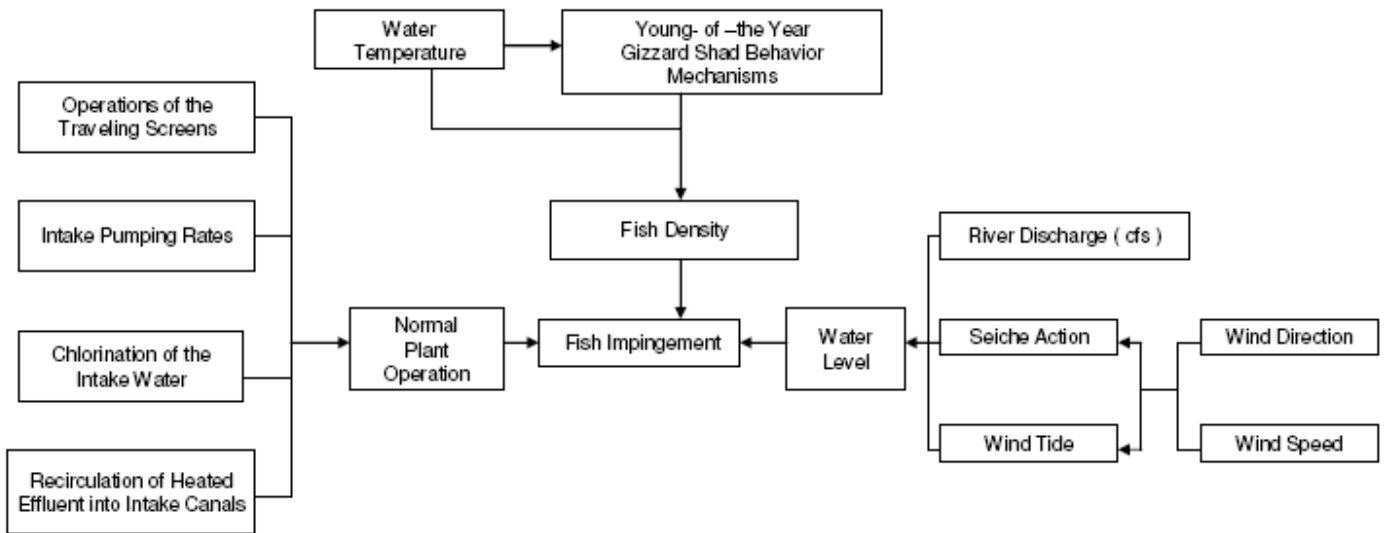 Water
Temperature
Young- of –the Year
Gizzard Shad Behavior
Mechanisms
Operations of the
Traveling Screens
Intake Pumping Rates
Fish Density
River Discharge ( cfs )
Normal
Plant
Operation
Fish Impingement
Water
Level
Seiche Action
Wind Direction
Chlorination of the
Intake Water
Wind Tide
Wind Speed
Recirculation of Heated
Effluent into Intake Canals